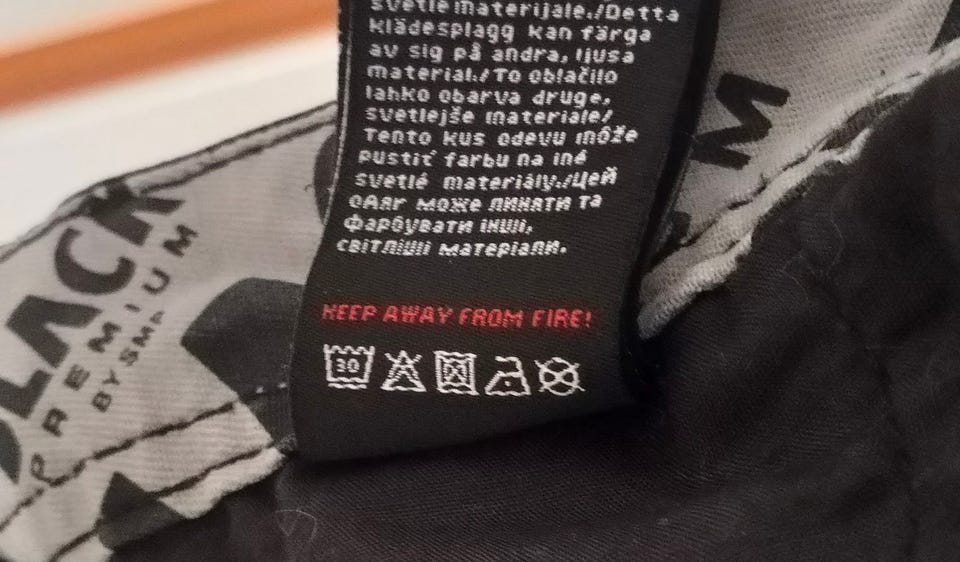 svetle materijale./Detta
klädesplagg kan färga
av sig på andra, ljusa
material./To oblačilo
lahko obarva druge,
svetlejše materiale/
Tento kus odevu môže
pustiť farbu na iné
svetlé materiály./Цей
одяг може линяти та
фарбувати інші,
світліші матеріали.
KEEP AWAY FROM FIRE!
30
BLACK
PREMIUM
BY SMP
M